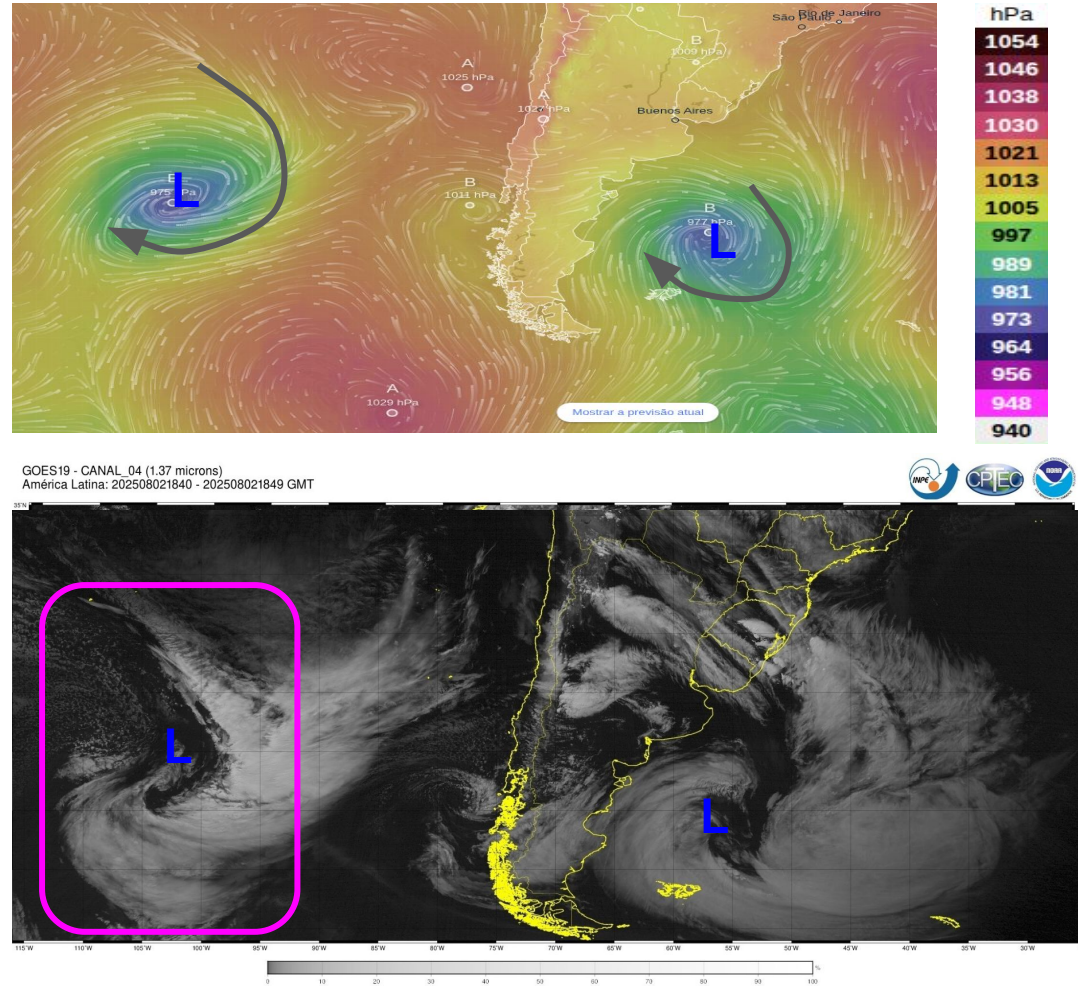 hPa
1054
1046
1038
1030
1021
1013
1005
997
989
981
973
964
956
948
940
Rio de Janeiro
São Paulo
B
1009 hPa
A
1025 hPa
A
hPa
Buenos Aires
B
1011 hPa
L
975 hPa
B
977 hPa
L
A
1029 hPa
Mostrar a previsão atual
GOES19 - CANAL_04 (1.37 microns)
América Latina: 202508021840 - 202508021849 GMT
INPE
CPTEC
NOAA
35°N
L
L
115°W 110°W 105°W 100°W 95°W 90°W 85°W 80°W 75°W 70°W 65°W 60°W 55°W 50°W 45°W 40°W 35°W 30°W
%
0 10 20 30 40 50 60 70 80 90 100